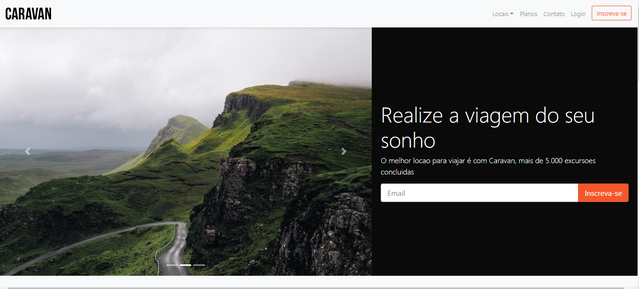 CARAVAN
Locais
Planos
Contato
Login
Inscreva-se
Realize a viagem do seu
sonho
O melhor locao para viajar é com Caravan, mais de 5.000 excursoes
concluidas
Email
Inscreva-se